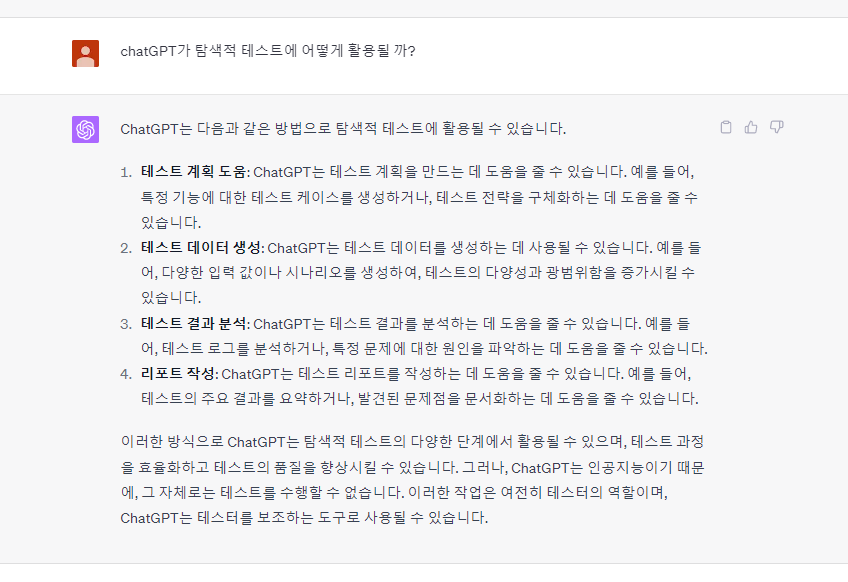 chatGPT가 탐색적 테스트에 어떻게 활용될 까?
ChatGPT는 다음과 같은 방법으로 탐색적 테스트에 활용될 수 있습니다.
1. 테스트 계획 도움: ChatGPT는 테스트 계획을 만드는 데 도움을 줄 수 있습니다. 예를 들어,
특정 기능에 대한 테스트 케이스를 생성하거나, 테스트 전략을 구체화하는 데 도움을 줄 수
있습니다.
2. 테스트 데이터 생성: ChatGPT는 테스트 데이터를 생성하는 데 사용될 수 있습니다. 예를 들
어, 다양한 입력 값이나 시나리오를 생성하여, 테스트의 다양성과 광범위함을 증가시킬 수
있습니다.
3. 테스트 결과 분석: ChatGPT는 테스트 결과를 분석하는 데 도움을 줄 수 있습니다. 예를 들
어, 테스트 로그를 분석하거나, 특정 문제에 대한 원인을 파악하는 데 도움을 줄 수 있습니다.
4. 리포트 작성: ChatGPT는 테스트 리포트를 작성하는 데 도움을 줄 수 있습니다. 예를 들어,
테스트의 주요 결과를 요약하거나, 발견된 문제점을 문서화하는 데 도움을 줄 수 있습니다.
이러한 방식으로 ChatGPT는 탐색적 테스트의 다양한 단계에서 활용될 수 있으며, 테스트 과정
을 효율화하고 테스트의 품질을 향상시킬 수 있습니다. 그러나, ChatGPT는 인공지능이기 때문
에, 그 자체로는 테스트를 수행할 수 없습니다. 이러한 작업은 여전히 테스터의 역할이며,
ChatGPT는 테스터를 보조하는 도구로 사용될 수 있습니다.